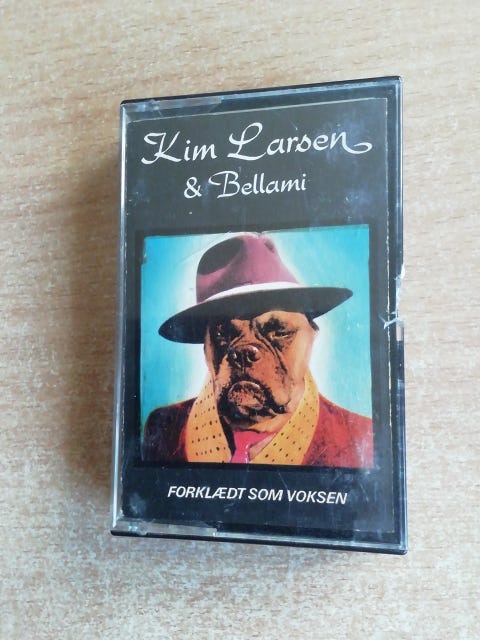 Kim Larsen
& Bellami
FORKLÆDT SOM VOKSEN